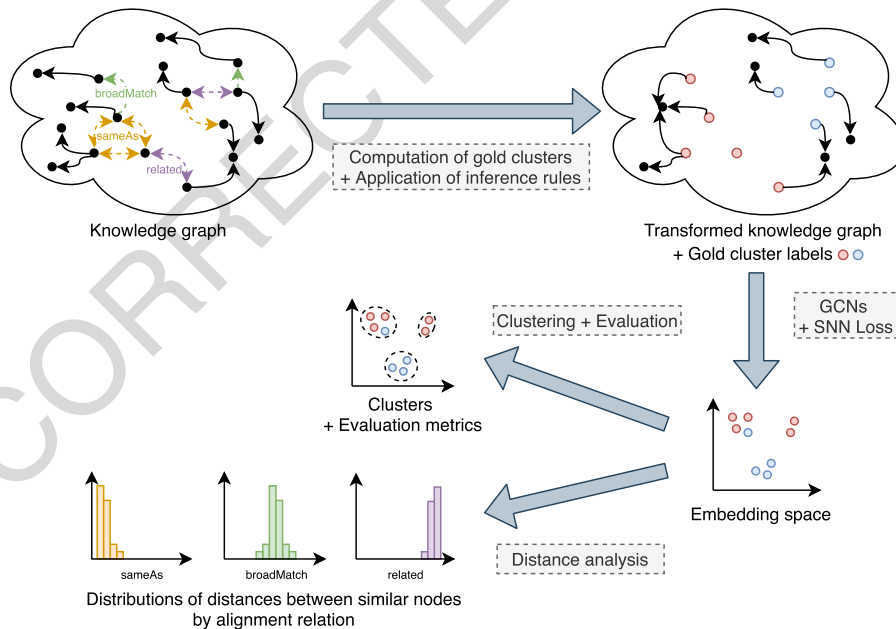 broadMatch
sameAs
related
Knowledge graph
Computation of gold clusters
+ Application of inference rules
Transformed knowledge graph
+ Gold cluster labels
GCNs
+ SNN Loss
Clustering + Evaluation
Clusters
+ Evaluation metrics
Embedding space
Distance analysis
sameAs
broadMatch
related
Distributions of distances between similar nodes
by alignment relation
CORRECTE